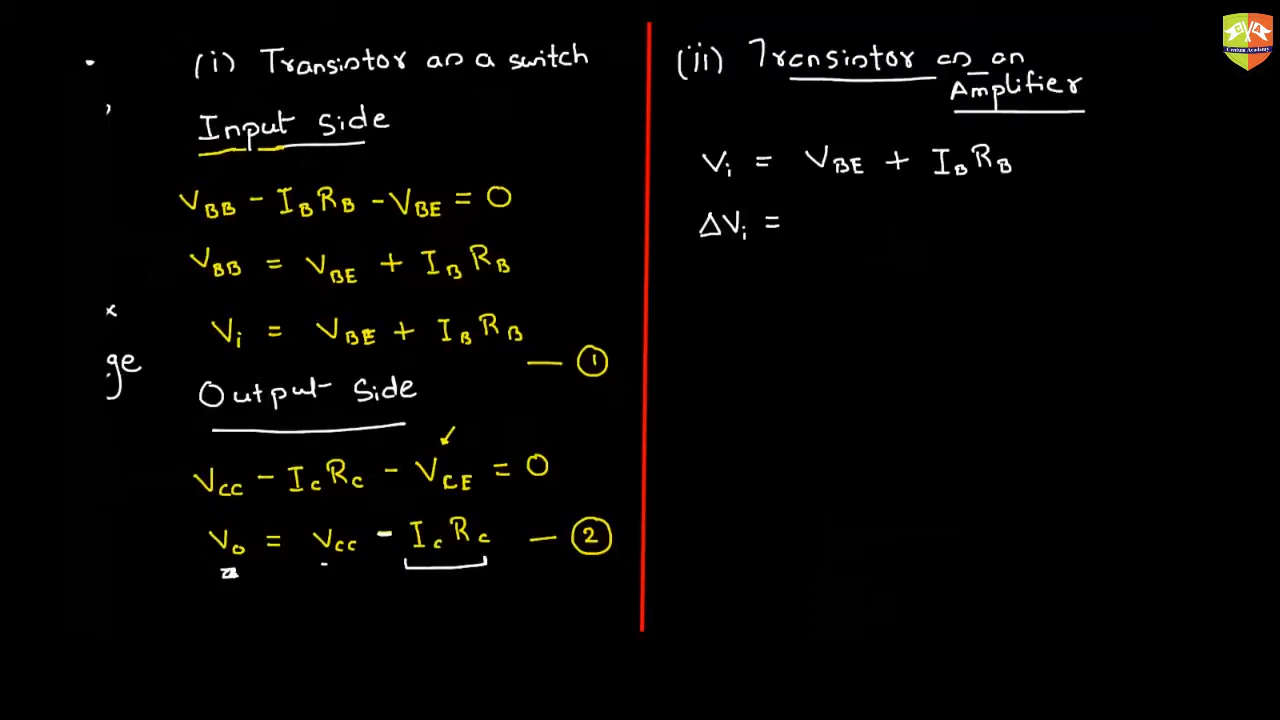 (i) Transistor as a switch
Input side
V_BB - I_B R_B - V_BE = 0
V_BB = V_BE + I_B R_B
V_i = V_BE + I_B R_B — ①
ge
Output side
V_CC - I_C R_C - V_CE = 0
V_o = V_CC - I_C R_C — ②
(ii) Transistor as an
Amplifier
V_i = V_BE + I_B R_B
ΔV_i =
Centum Academy